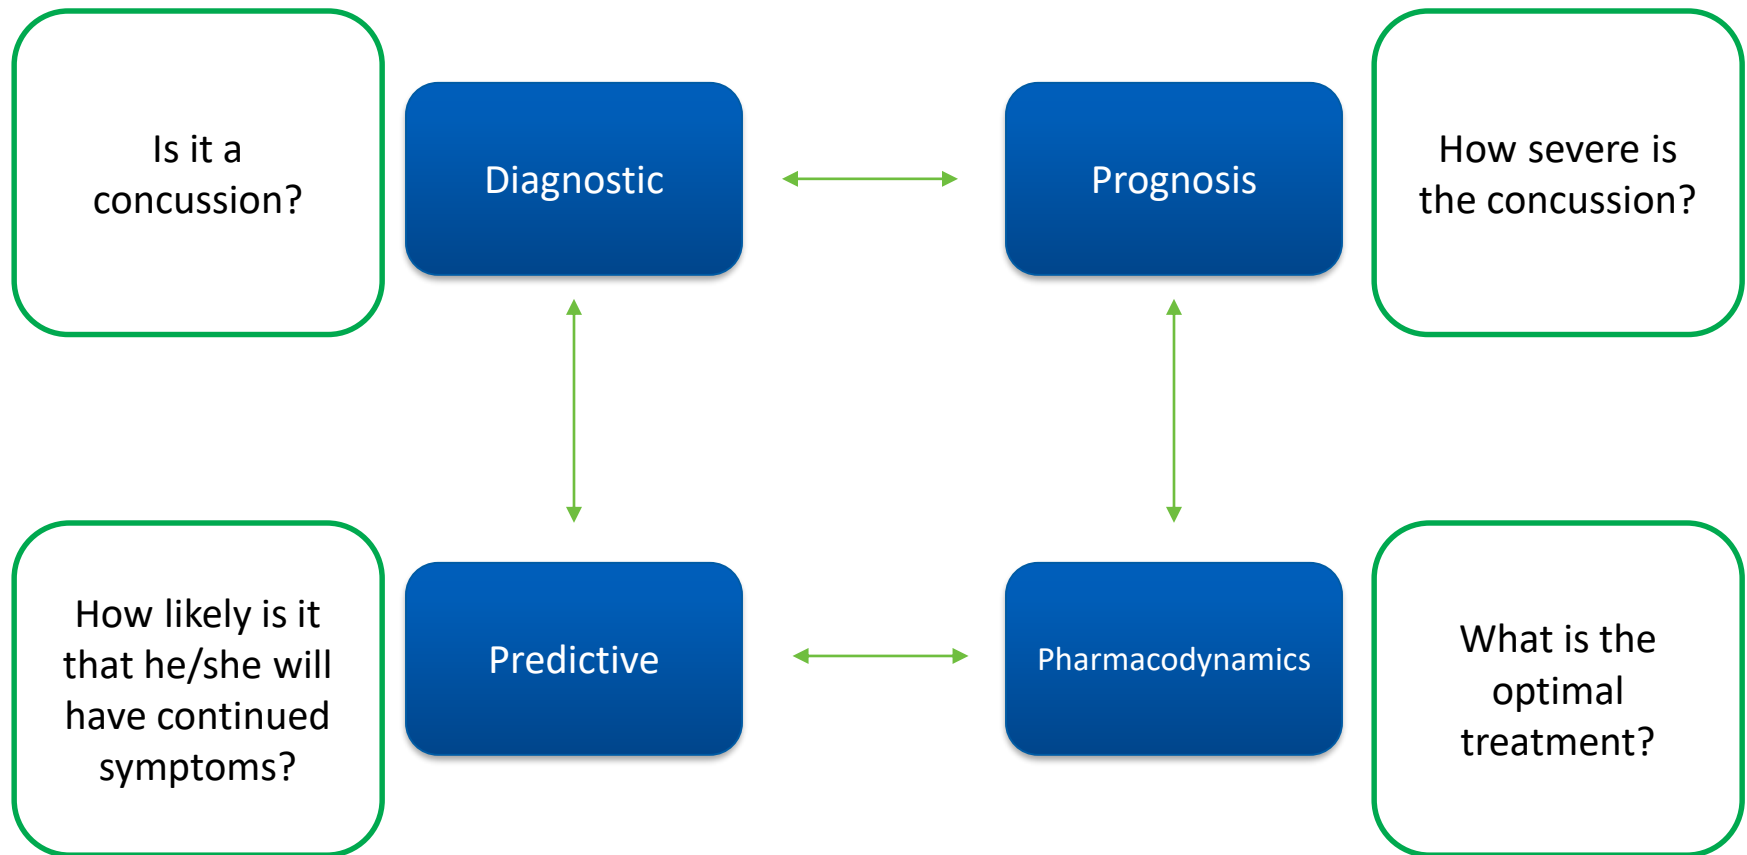 Is it a
concussion?
Diagnostic
Prognosis
How severe is
the concussion?
How likely is it
that he/she will
have continued
symptoms?
Predictive
Pharmacodynamics
What is the
optimal
treatment?